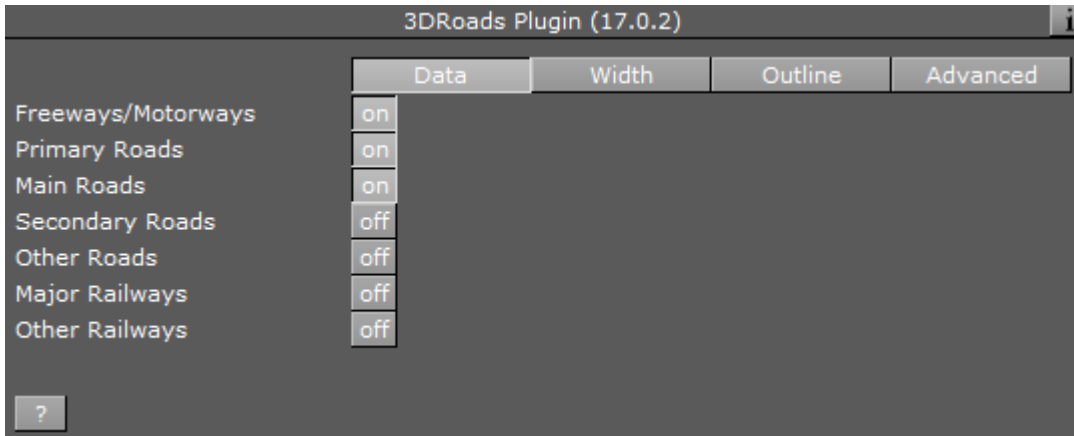 3DRoads Plugin (17.0.2) i
Data Width Outline Advanced
Freeways/Motorways on
Primary Roads on
Main Roads on
Secondary Roads off
Other Roads off
Major Railways off
Other Railways off
?